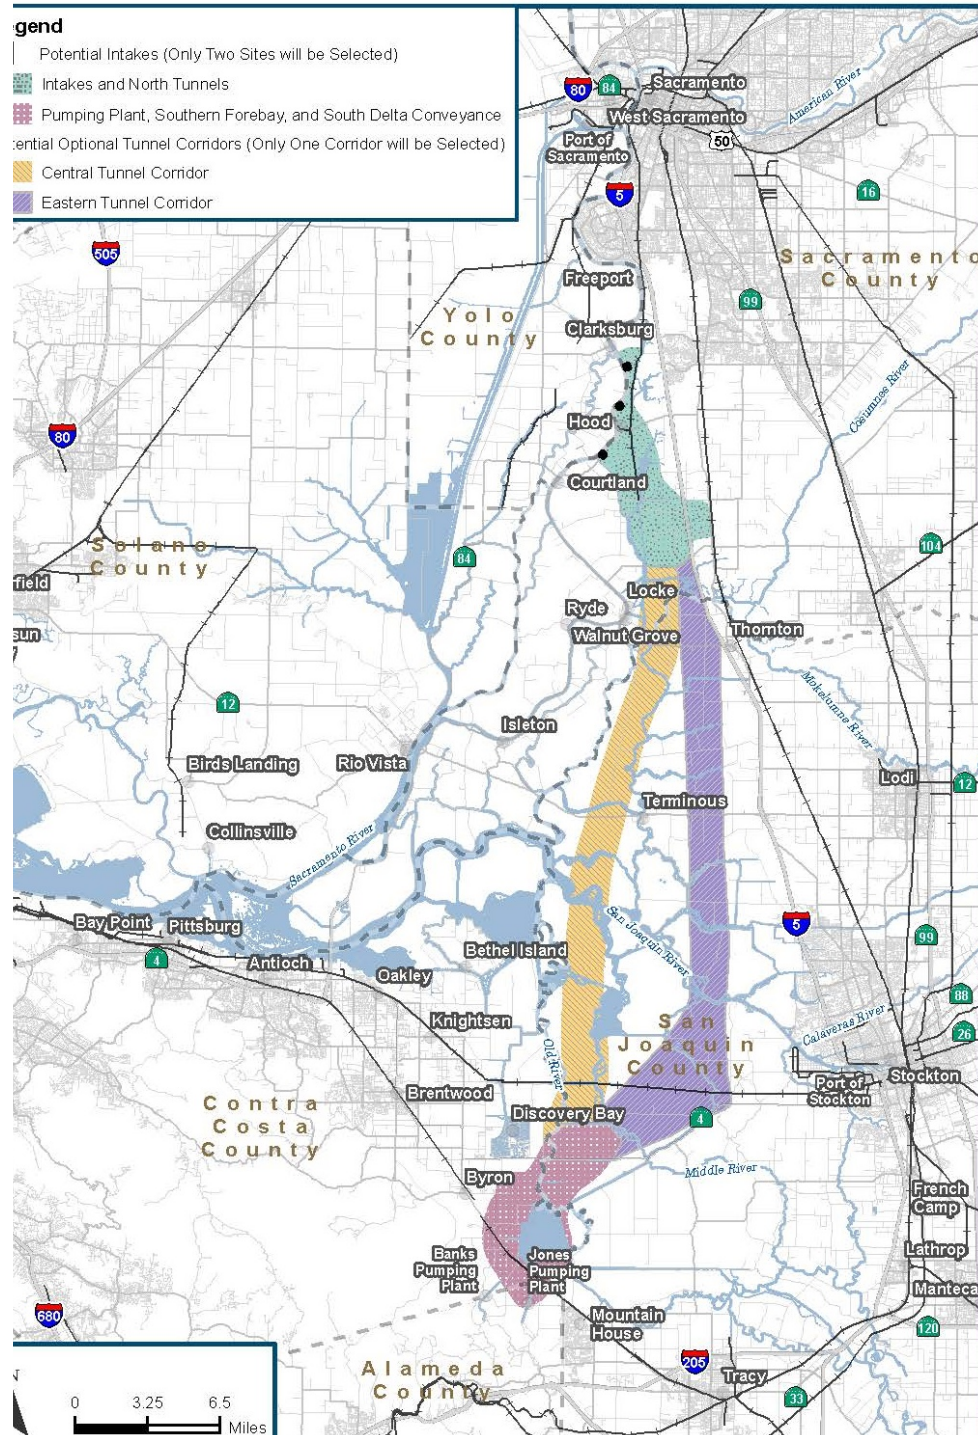 egend
Potential Intakes (Only Two Sites will be Selected)
Intakes and North Tunnels
Pumping Plant, Southern Forebay, and South Delta Conveyance
tential Optional Tunnel Corridors (Only One Corridor will be Selected)
Central Tunnel Corridor
Eastern Tunnel Corridor
80
84
Sacramento
American River
West Sacramento
50
Port of
Sacramento
5
16
505
Sacramento
County
Freeport
99
Yolo
County
Clarksburg
Cosumnes River
80
Hood
Courtland
Solano
County
84
104
rfield
Locke
Ryde
sun
Walnut Grove
Thornton
12
Mokelumne River
Isleton
Birds Landing
Rio Vista
Lodi
12
Terminous
Collinsville
Sacramento River
Bay Point
Pittsburg
San Joaquin River
5
99
4
Antioch
Bethel Island
Oakley
88
Knightsen
San
Joaquin
County
Calaveras River
26
Old River
Brentwood
Port of
Stockton
Stockton
Contra
Costa
County
Discovery Bay
4
Byron
Middle River
French
Camp
Banks
Pumping
Plant
Jones
Pumping
Plant
Lathrop
Manteca
680
Mountain
House
120
205
Alameda
County
Tracy
33
N
0 3.25 6.5
Miles